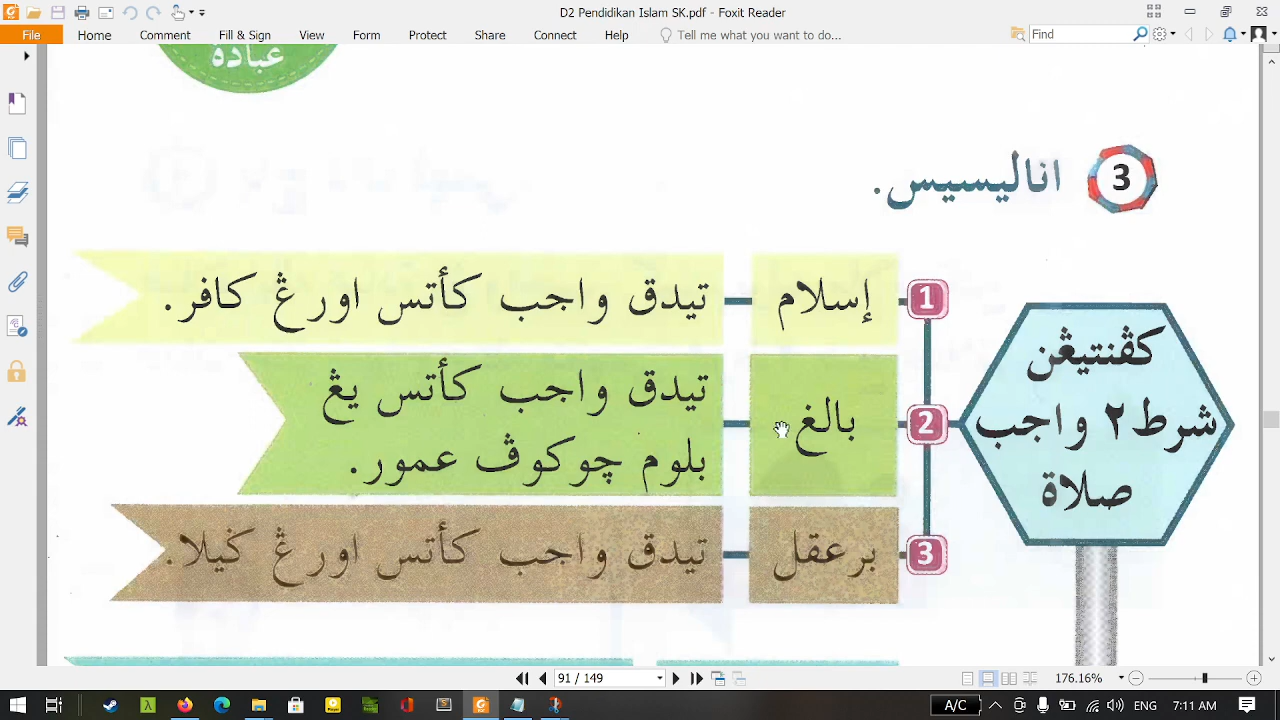 D2 Pendidikan Islam SK.pdf - Foxit Reader
File Home Comment Fill & Sign View Form Protect Share Connect Help Tell me what you want to do... Find
عبادة
3 اناليسيس.
كڤنتيڠن
شرط٢ واجب
صلاة
1 إسلام تيدق واجب كأتس اورڠ كافر.
2 بالغ تيدق واجب كأتس يڠ
بلوم چوكوڤ عمور.
3 برعقل تيدق واجب كأتس اورڠ ݢيلا.
91 / 149 176.16%
A/C ENG 7:11 AM